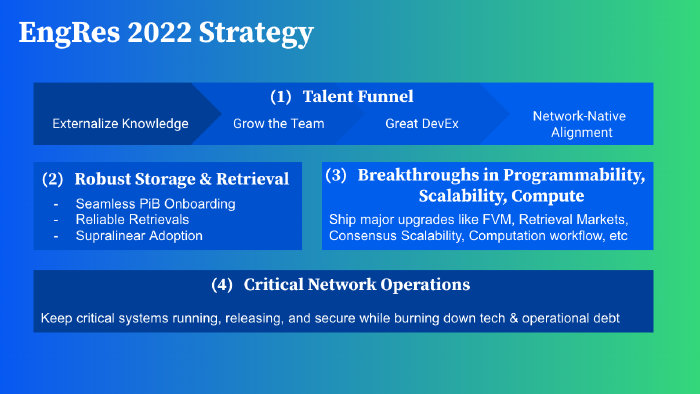 EngRes 2022 Strategy
(1) Talent Funnel
Externalize Knowledge
Grow the Team
Great DevEx
Network-Native
Alignment
(2) Robust Storage & Retrieval
- Seamless PiB Onboarding
- Reliable Retrievals
- Supralinear Adoption
(3) Breakthroughs in Programmability,
Scalability, Compute
Ship major upgrades like FVM, Retrieval Markets,
Consensus Scalability, Computation workflow, etc
(4) Critical Network Operations
Keep critical systems running, releasing, and secure while burning down tech & operational debt